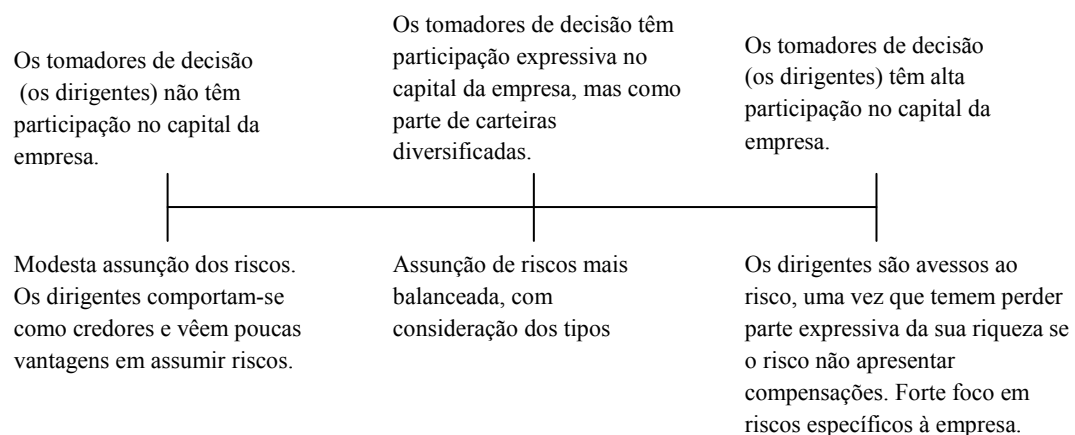 Os tomadores de decisão
(os dirigentes) não têm
participação no capital da
empresa.
Os tomadores de decisão têm
participação expressiva no
capital da empresa, mas como
parte de carteiras
diversificadas.
Os tomadores de decisão
(os dirigentes) têm alta
participação no capital da
empresa.
Modesta assunção dos riscos.
Os dirigentes comportam-se
como credores e vêem poucas
vantagens em assumir riscos.
Assunção de riscos mais
balanceada, com
consideração dos tipos
Os dirigentes são avessos ao
risco, uma vez que temem perder
parte expressiva da sua riqueza se
o risco não apresentar
compensações. Forte foco em
riscos específicos à empresa.